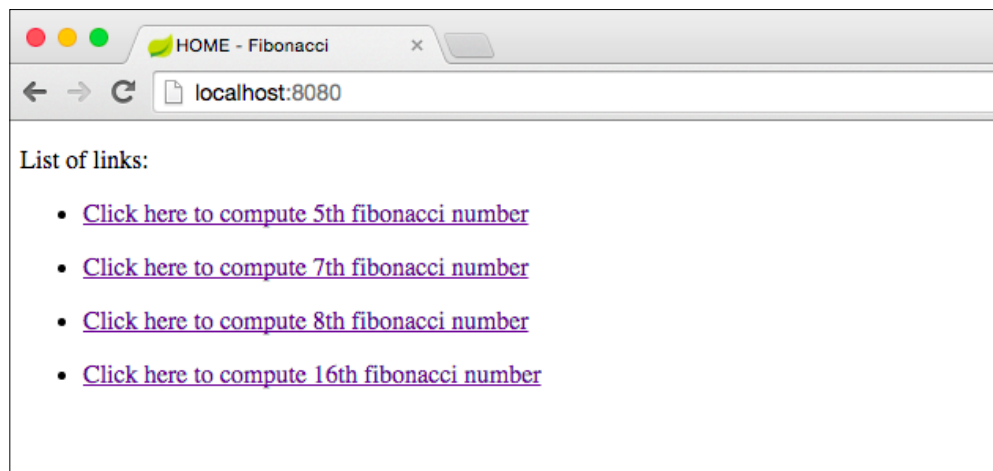 HOME - Fibonacci
localhost:8080
List of links:
Click here to compute 5th fibonacci number
Click here to compute 7th fibonacci number
Click here to compute 8th fibonacci number
Click here to compute 16th fibonacci number